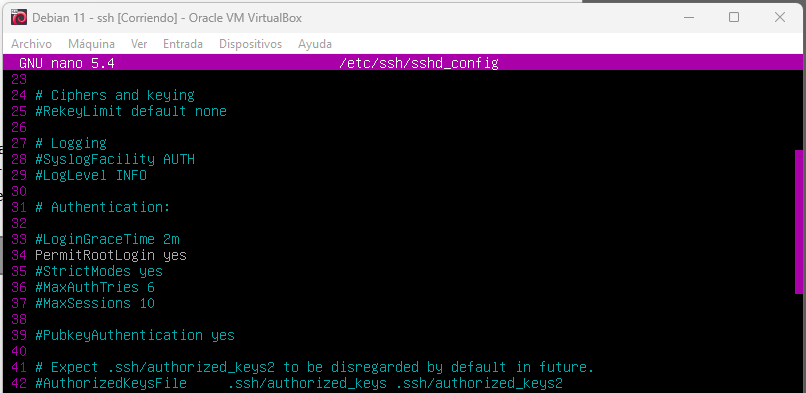 Debian 11 - ssh [Corriendo] - Oracle VM VirtualBox
Archivo Máquina Ver Entrada Dispositivos Ayuda
GNU nano 5.4 /etc/ssh/sshd_config
23
24 # Ciphers and keying
25 #RekeyLimit default none
26
27 # Logging
28 #SyslogFacility AUTH
29 #LogLevel INFO
30
31 # Authentication:
32
33 #LoginGraceTime 2m
34 PermitRootLogin yes
35 #StrictModes yes
36 #MaxAuthTries 6
37 #MaxSessions 10
38
39 #PubkeyAuthentication yes
40
41 # Expect .ssh/authorized_keys2 to be disregarded by default in future.
42 #AuthorizedKeysFile .ssh/authorized_keys .ssh/authorized_keys2